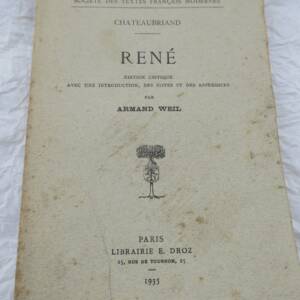 SOCIÉTÉ DES TEXTES FRANÇAIS MODERNES
CHATEAUBRIAND
RENÉ
ÉDITION CRITIQUE
AVEC UNE INTRODUCTION, DES NOTES ET DES APPENDICES
PAR
ARMAND WEIL
PARIS
LIBRAIRIE E. DROZ
25, RUE DE TOURNON, 25
1935